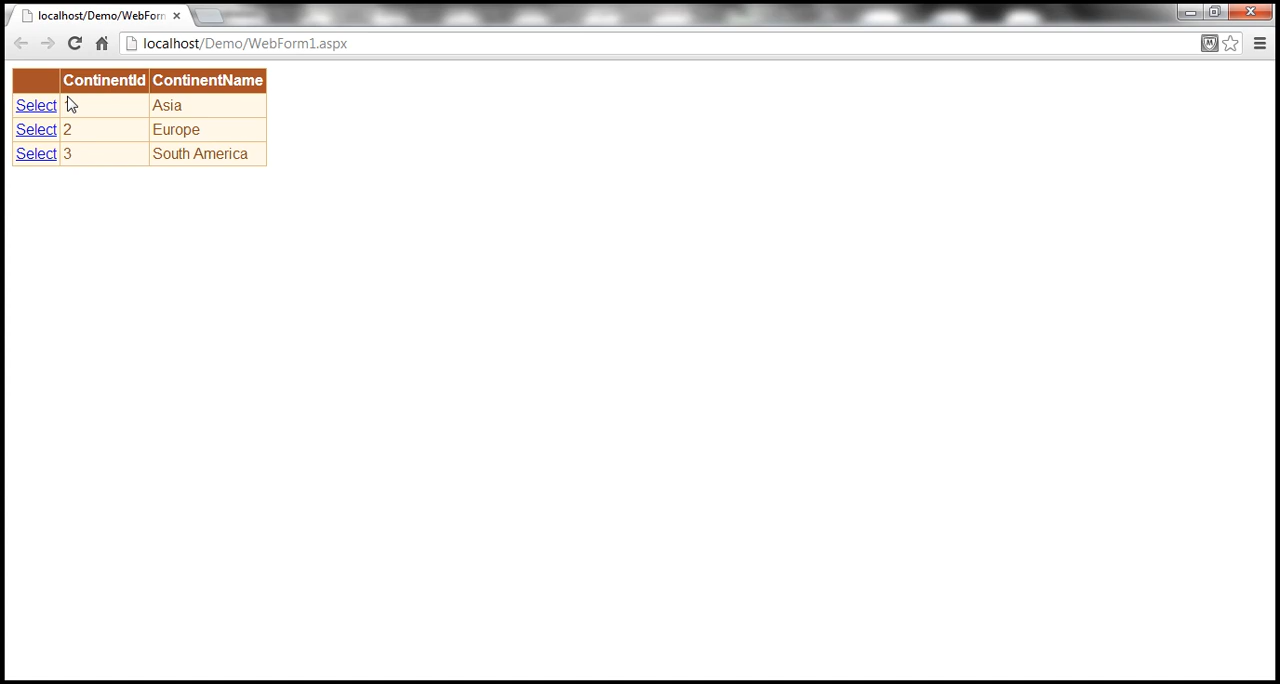 localhost/Demo/WebForm
localhost/Demo/WebForm1.aspx
ContinentId ContinentName
Select Asia
Select 2 Europe
Select 3 South America